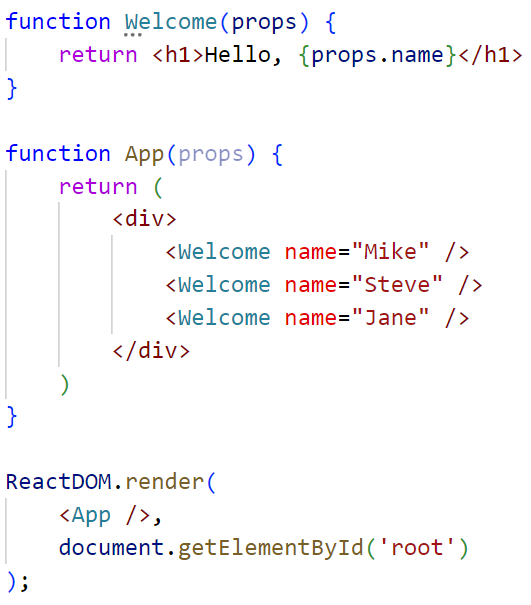 function Welcome(props) {
    return <h1>Hello, {props.name}</h1>
}

function App(props) {
    return (
        <div>
            <Welcome name="Mike" />
            <Welcome name="Steve" />
            <Welcome name="Jane" />
        </div>
    )
}

ReactDOM.render(
    <App />,
    document.getElementById('root')
);